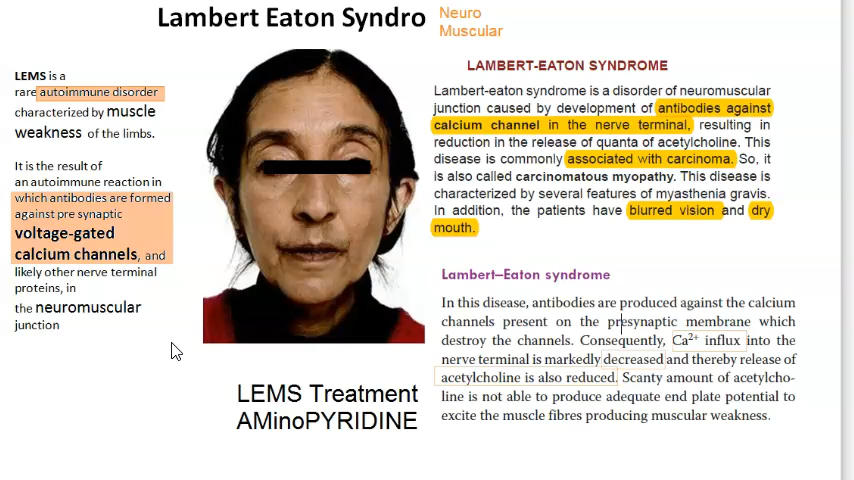 Lambert Eaton Syndro
Neuro
Muscular
LEMS is a
rare autoimmune disorder
characterized by muscle
weakness of the limbs.
It is the result of
an autoimmune reaction in
which antibodies are formed
against pre synaptic
voltage-gated
calcium channels, and
likely other nerve terminal
proteins, in
the neuromuscular
junction
LEMS Treatment
AMinoPYRIDINE
LAMBERT-EATON SYNDROME
Lambert-eaton syndrome is a disorder of neuromuscular
junction caused by development of antibodies against
calcium channel in the nerve terminal, resulting in
reduction in the release of quanta of acetylcholine. This
disease is commonly associated with carcinoma. So, it
is also called carcinomatous myopathy. This disease is
characterized by several features of myasthenia gravis.
In addition, the patients have blurred vision and dry
mouth.
Lambert–Eaton syndrome
In this disease, antibodies are produced against the calcium
channels present on the presynaptic membrane which
destroy the channels. Consequently, Ca²⁺ influx into the
nerve terminal is markedly decreased and thereby release of
acetylcholine is also reduced. Scanty amount of acetylcho-
line is not able to produce adequate end plate potential to
excite the muscle fibres producing muscular weakness.